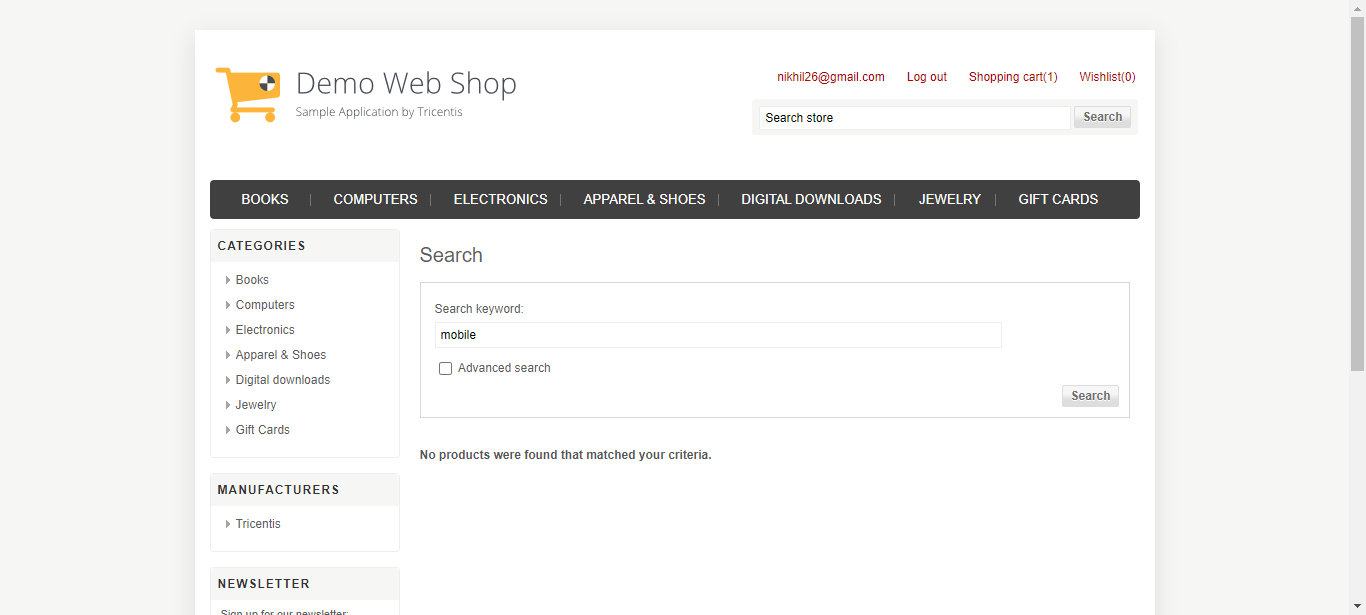 Demo Web Shop
Sample Application by Tricentis
nikhil26@gmail.com Log out Shopping cart(1) Wishlist(0)
Search store Search
BOOKS COMPUTERS ELECTRONICS APPAREL & SHOES DIGITAL DOWNLOADS JEWELRY GIFT CARDS
CATEGORIES
Books
Computers
Electronics
Apparel & Shoes
Digital downloads
Jewelry
Gift Cards
MANUFACTURERS
Tricentis
NEWSLETTER
Sign up for our newsletter:
Search
Search keyword:
mobile
Advanced search
Search
No products were found that matched your criteria.